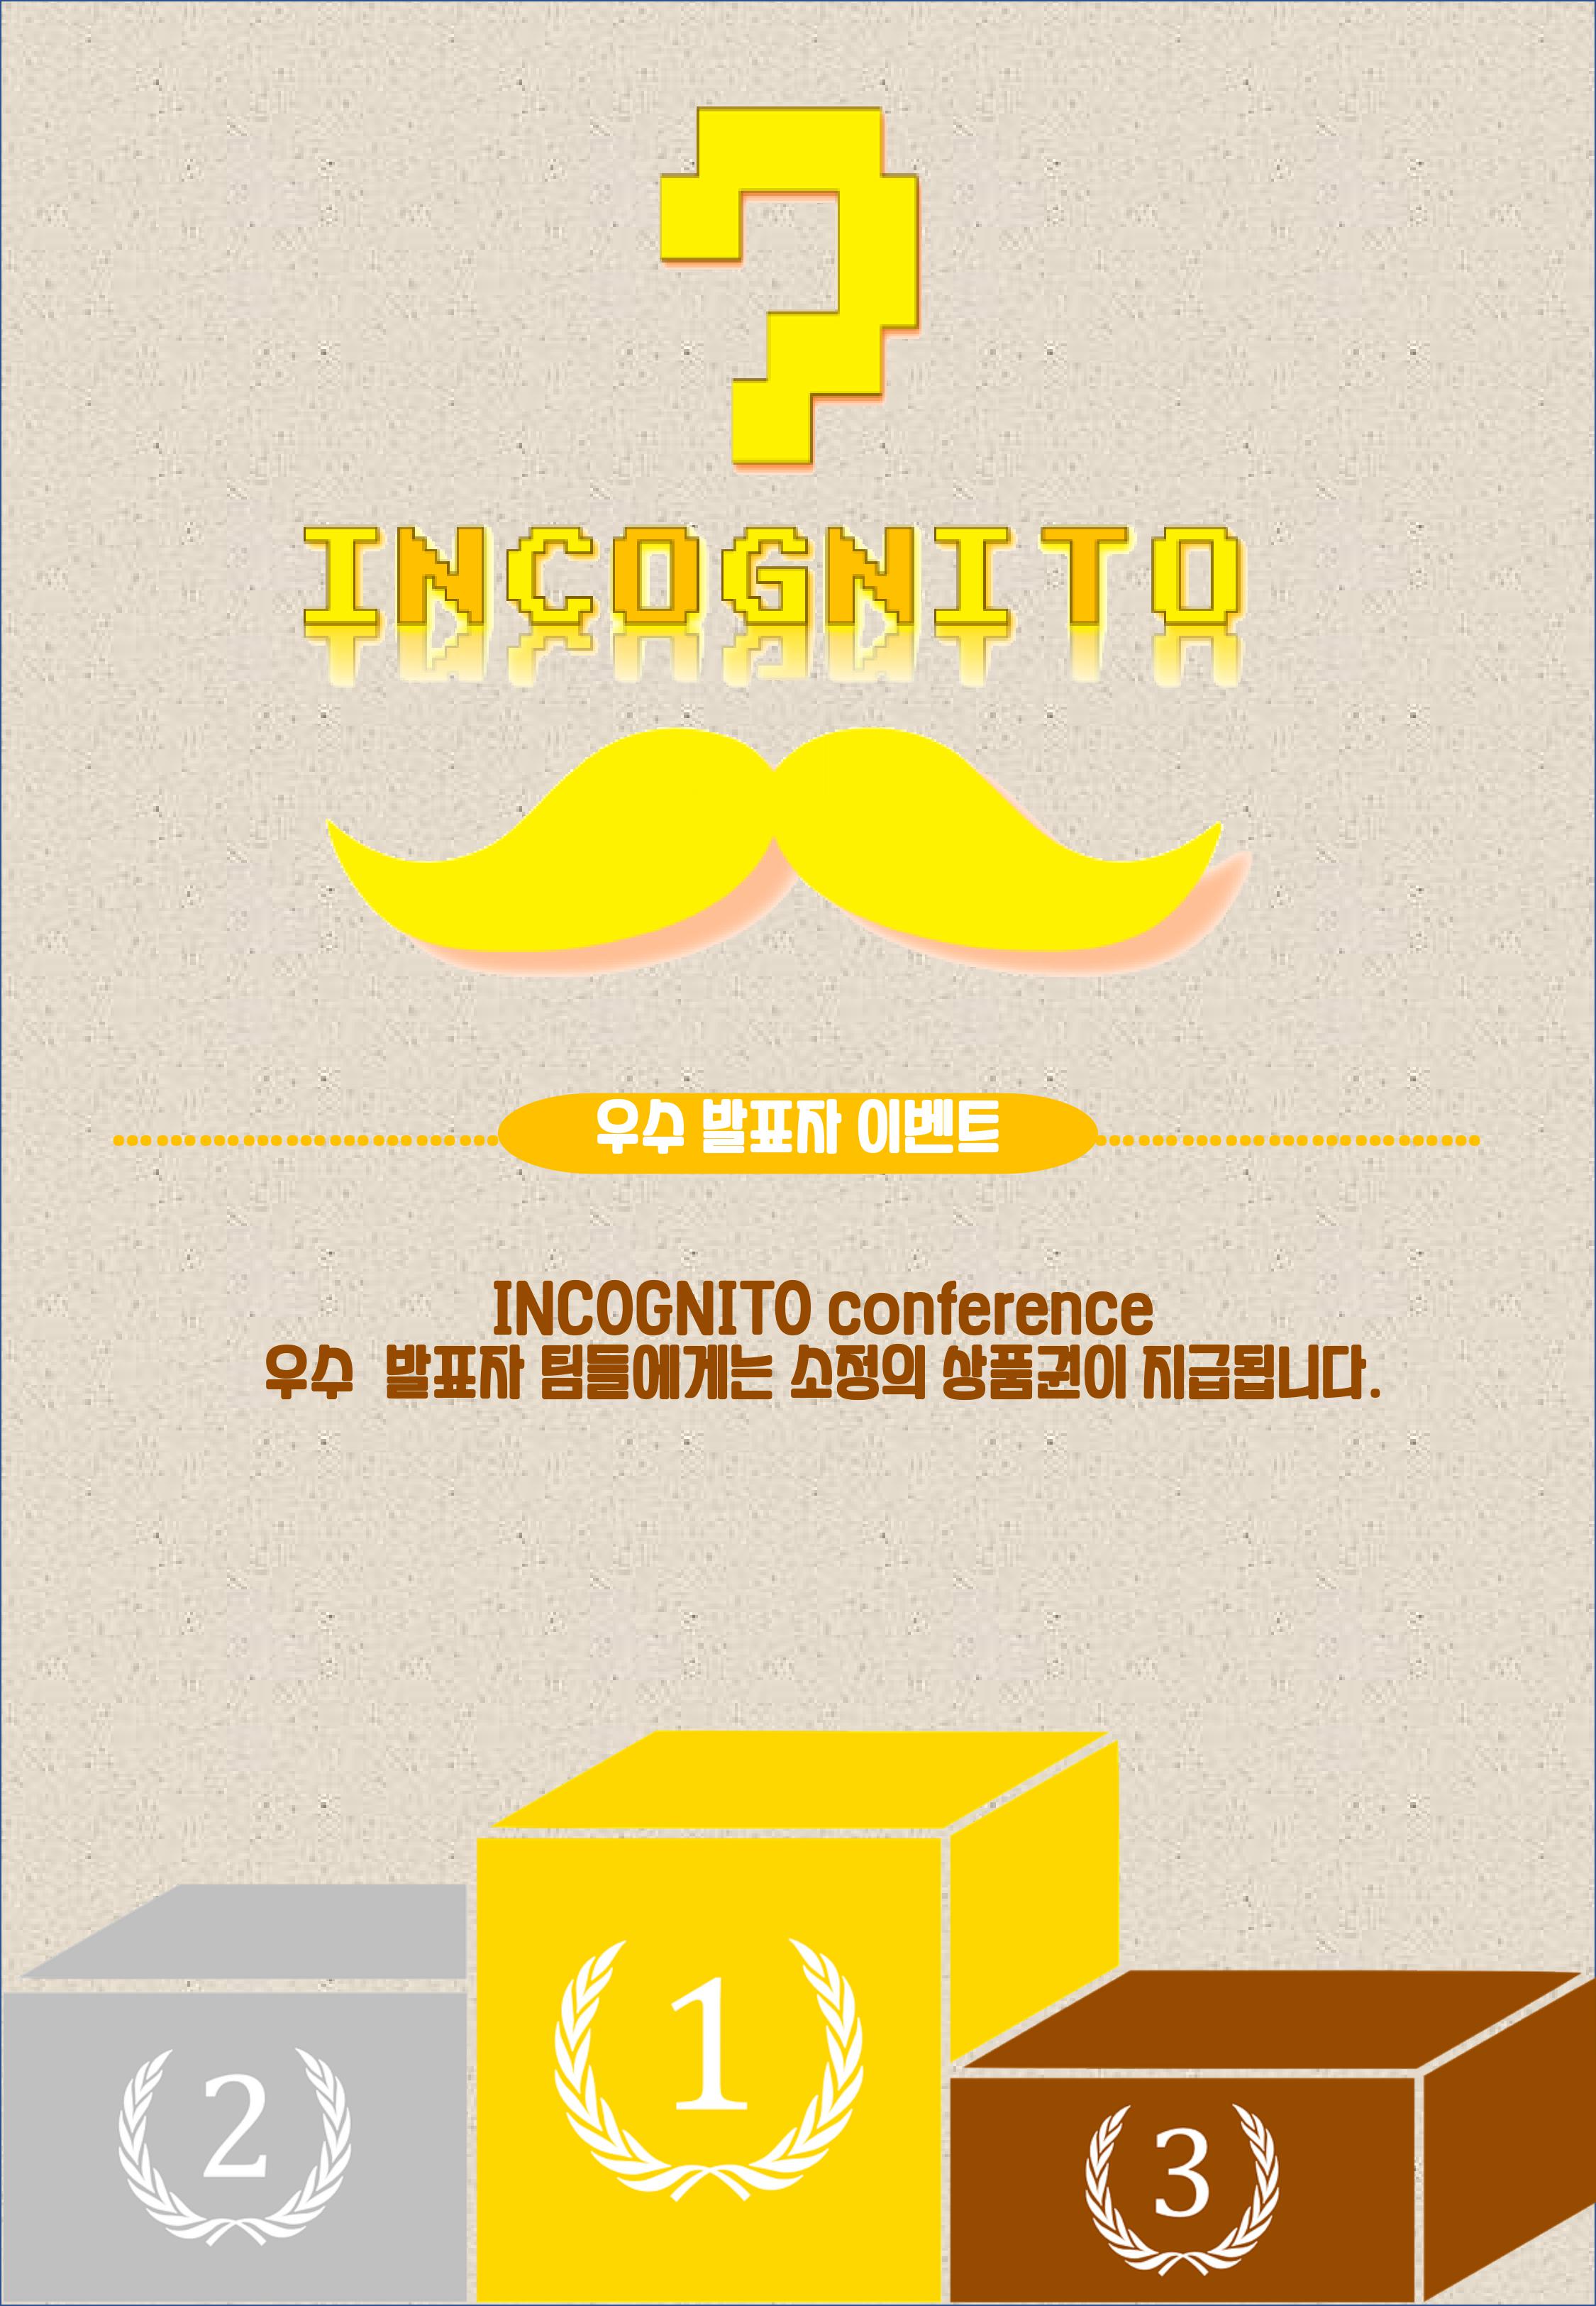 ?
INCOGNITO
우수 발표자 이벤트
INCOGNITO conference
우수 발표자 팀들에게는 소정의 상품권이 지급됩니다.
1
2
3